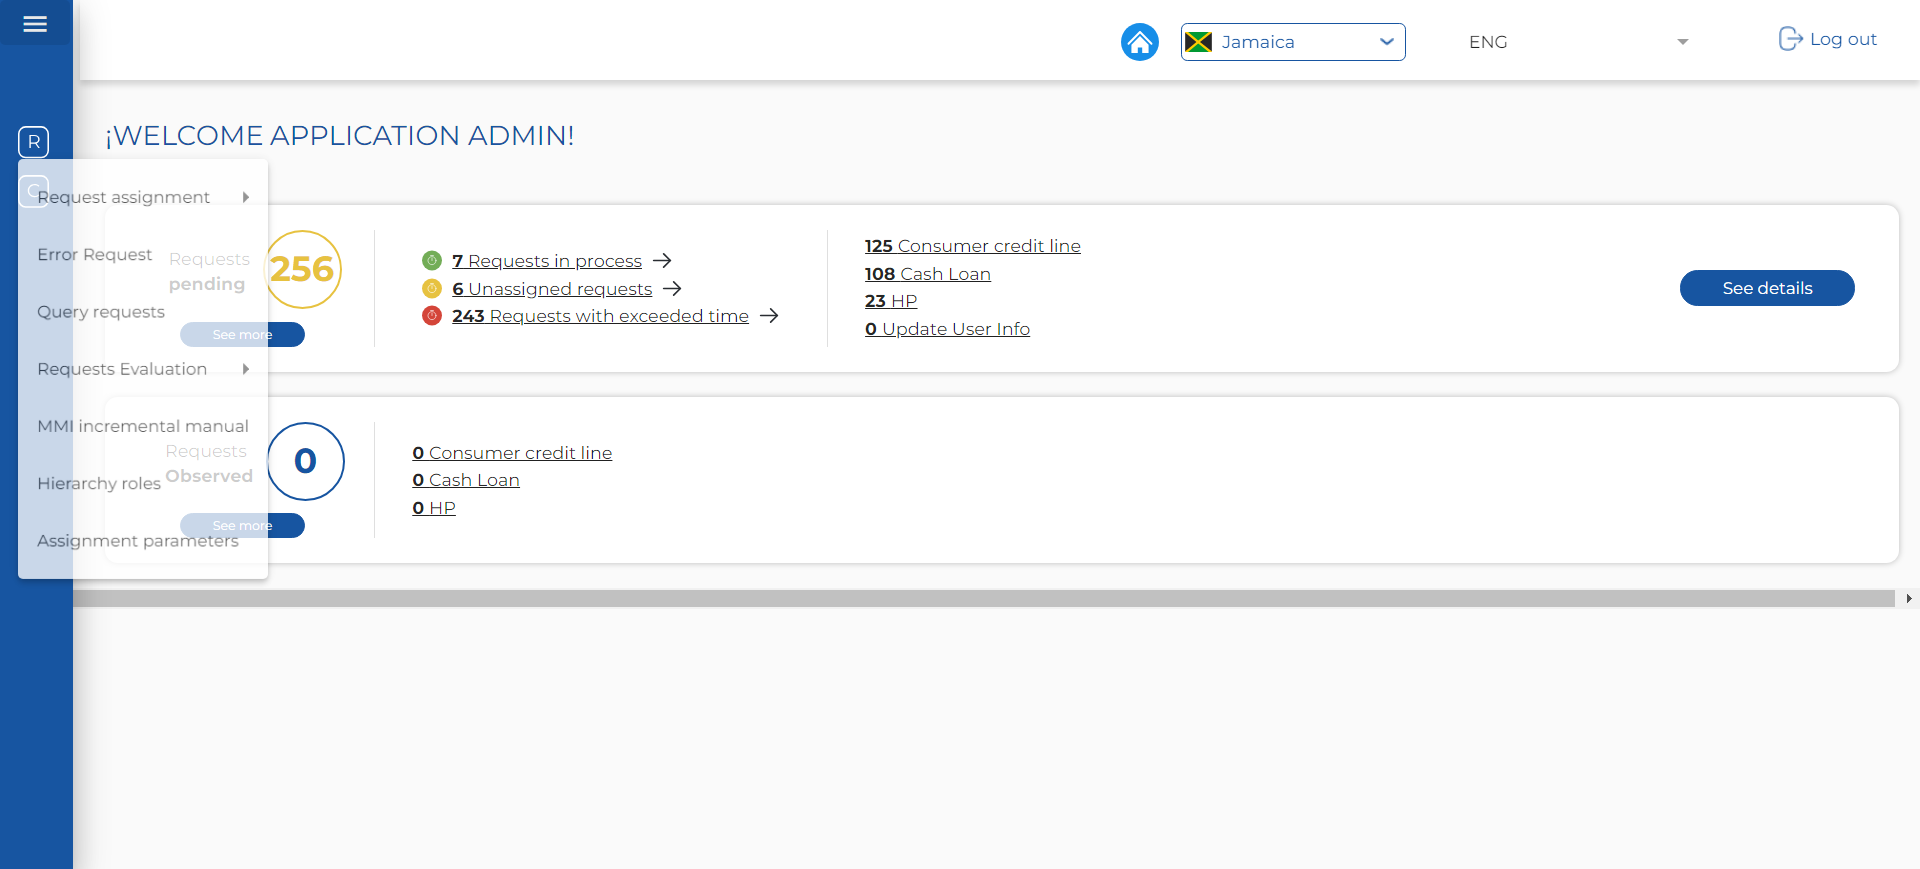 Jamaica
ENG
Log out
¡WELCOME APPLICATION ADMIN!
R
C
Request assignment
Error Request
Query requests
Requests Evaluation
MMI incremental manual
Hierarchy roles
Assignment parameters
Requests
pending
256
See more
7 Requests in process
6 Unassigned requests
243 Requests with exceeded time
125 Consumer credit line
108 Cash Loan
23 HP
0 Update User Info
See details
Requests
Observed
0
See more
0 Consumer credit line
0 Cash Loan
0 HP